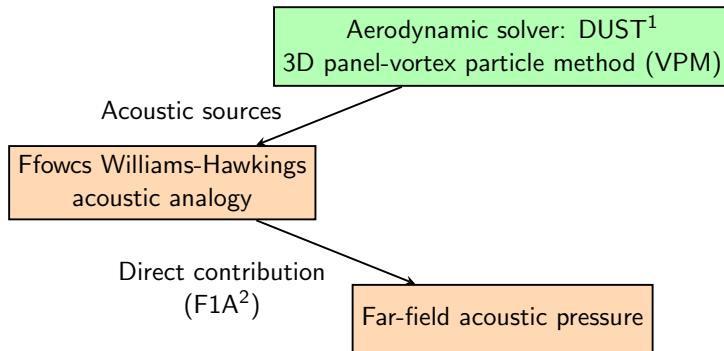 Aerodynamic solver: DUST¹
3D panel-vortex particle method (VPM)
Acoustic sources
Ffowcs Williams-Hawkings
acoustic analogy
Direct contribution
(F1A²)
Far-field acoustic pressure